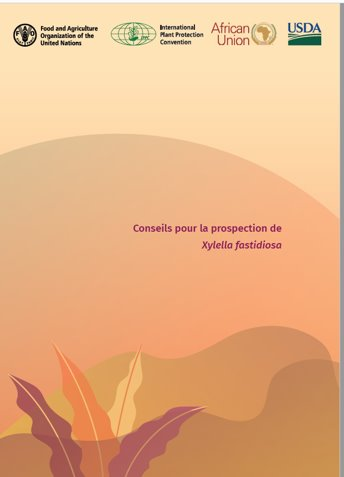 Food and Agriculture
Organization of the
United Nations
International
Plant Protection
Convention
African
Union
USDA
Conseils pour la prospection de
Xylella fastidiosa